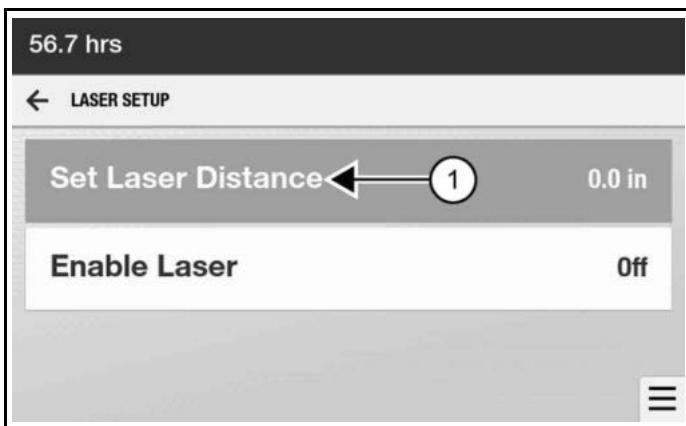 56.7 hrs
← LASER SETUP
Set Laser Distance 1 0.0 in
Enable Laser Off